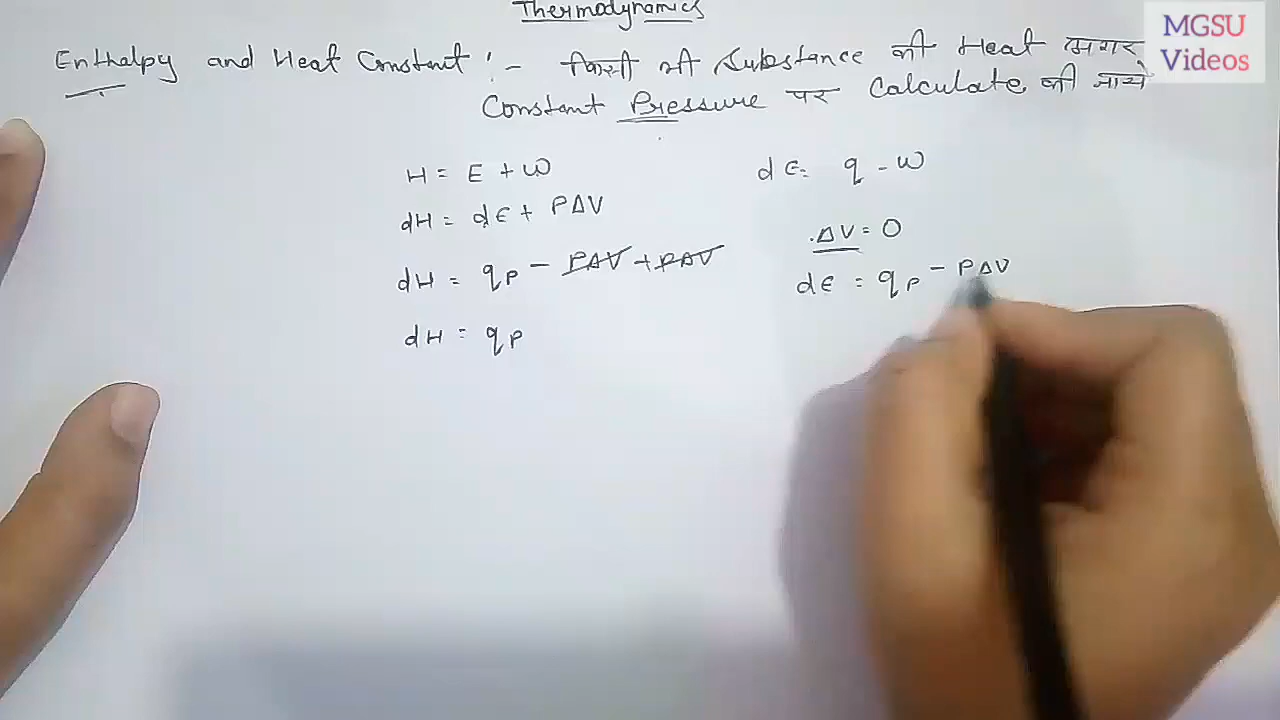 Thermodynamics
MGSU
Videos
Enthalpy and Heat Constant :- किसी भी Substance की Heat अगर
Constant Pressure पर Calculate की जाये
H = E + W
dE = q - W
dH = dE + PΔV
ΔV = 0
dH = qP - PΔV + PΔV
dE = qP - PΔV
dH = qP